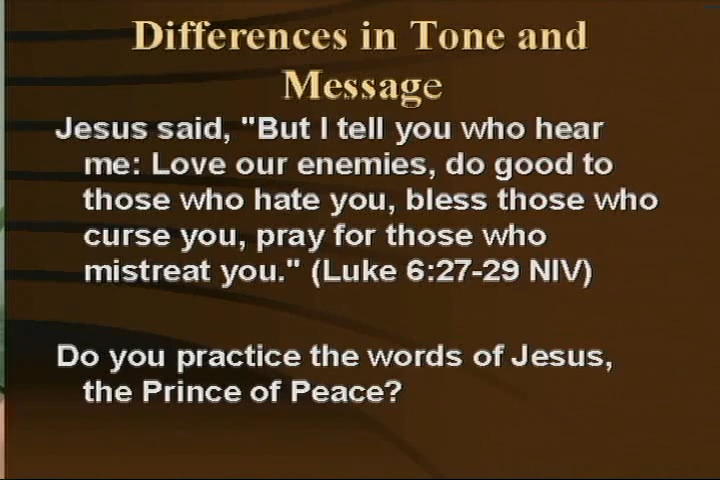 Differences in Tone and
Message
Jesus said, "But I tell you who hear
me: Love our enemies, do good to
those who hate you, bless those who
curse you, pray for those who
mistreat you." (Luke 6:27-29 NIV)
Do you practice the words of Jesus,
the Prince of Peace?